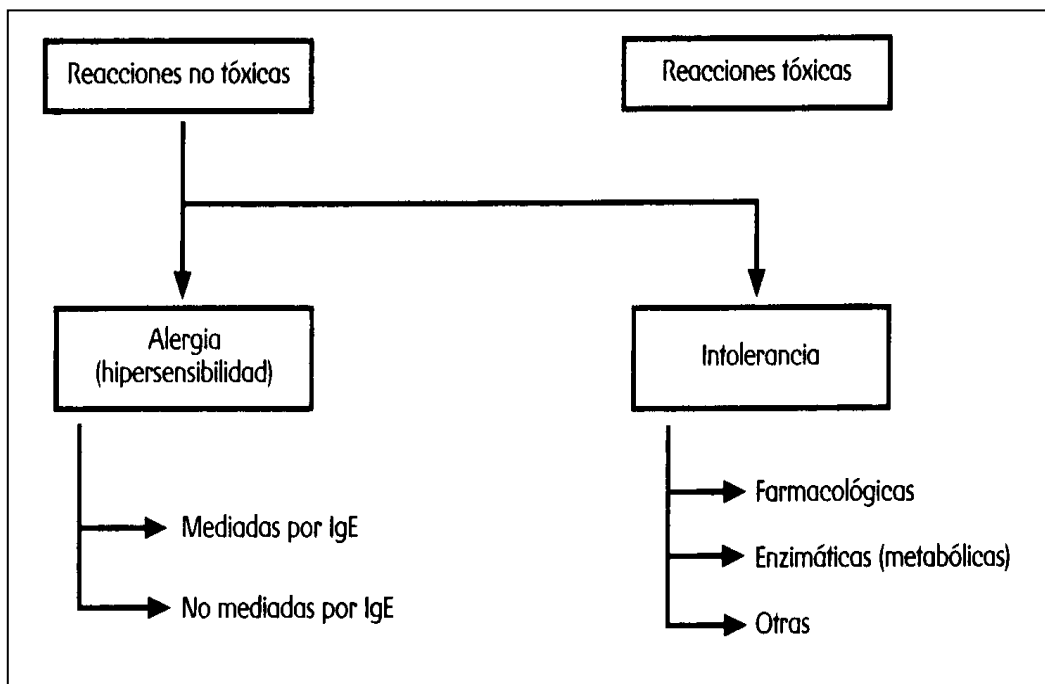 Reacciones no tóxicas
Reacciones tóxicas
Alergia
(hipersensibilidad)
Intolerancia
Mediadas por IgE
No mediadas por IgE
Farmacológicas
Enzimáticas (metabólicas)
Otras